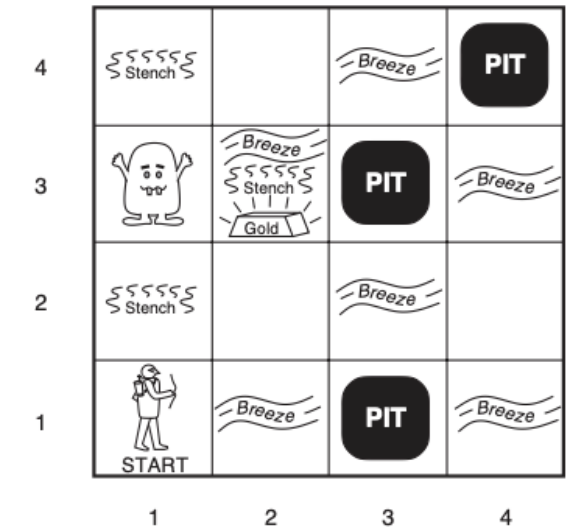 4
Stench
Breeze
PIT
3
Breeze
Stench
Gold
PIT
Breeze
2
Stench
Breeze
1
START
Breeze
PIT
Breeze
1 2 3 4